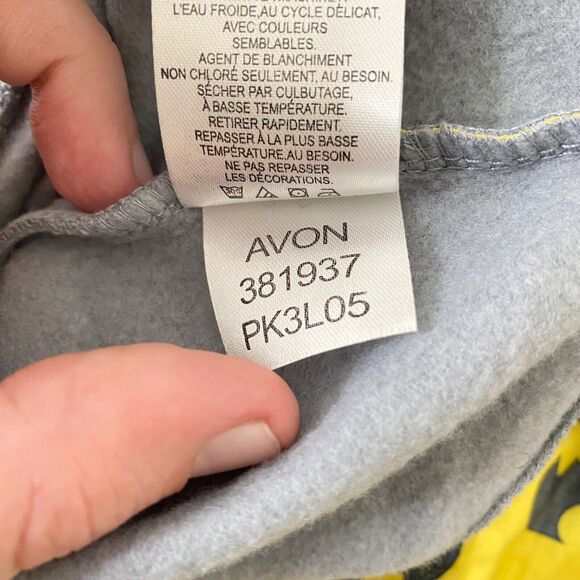 L'EAU FROIDE,AU CYCLE DÉLICAT,
AVEC COULEURS
SEMBLABLES.
AGENT DE BLANCHIMENT
NON CHLORÉ SEULEMENT, AU BESOIN.
SÉCHER PAR CULBUTAGE,
À BASSE TEMPÉRATURE.
RETIRER RAPIDEMENT.
REPASSER À LA PLUS BASSE
TEMPÉRATURE,AU BESOIN.
NE PAS REPASSER
LES DÉCORATIONS.
AVON
381937
PK3L05